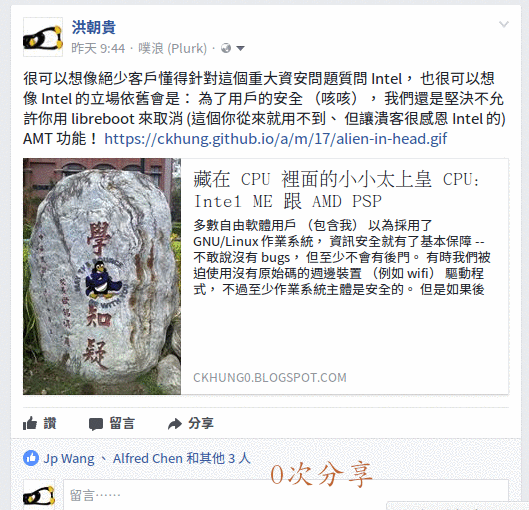 洪朝貴
昨天 9:44 · 噗浪 (Plurk) ·
很可以想像絕少客戶懂得針對這個重大資安問題質問 Intel， 也很可以想
像 Intel 的立場依舊會是： 為了用戶的安全 （咳咳）， 我們還是堅決不允
許你用 libreboot 來取消 (這個你從來就用不到、 但讓潰客很感恩 Intel 的)
AMT 功能！ https://ckhung.github.io/a/m/17/alien-in-head.gif
學
知
疑
藏在 CPU 裡面的小小太上皇 CPU:
Intel ME 跟 AMD PSP
多數自由軟體用戶 （包含我） 以為採用了
GNU/Linux 作業系統， 資訊安全就有了基本保障 --
不敢說沒有 bugs， 但至少不會有後門。 有時我們被
迫使用沒有原始碼的週邊裝置 （例如 wifi） 驅動程
式， 不過至少作業系統主體是安全的。 但是如果後
CKHUNG0.BLOGSPOT.COM
讚 留言 分享
Jp Wang 、 Alfred Chen 和其他 3 人
0次分享
留言……